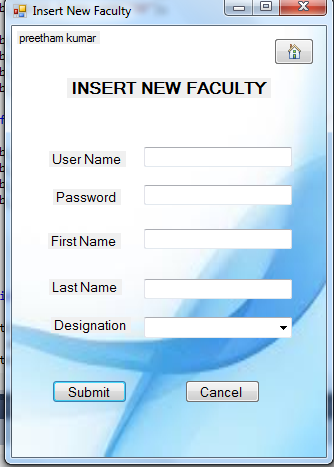 Insert New Faculty
preetham kumar
INSERT NEW FACULTY
User Name
Password
First Name
Last Name
Designation
Submit Cancel